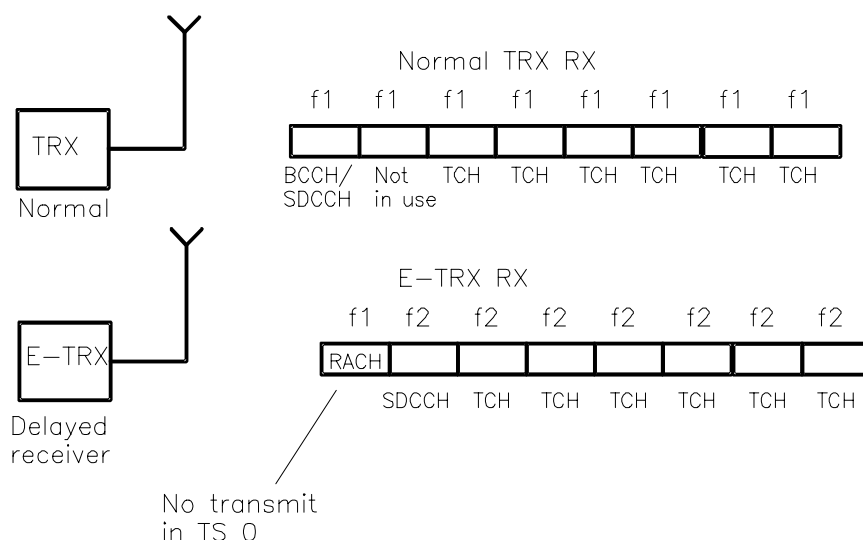 Normal TRX RX
f1 f1 f1 f1 f1 f1 f1 f1
TRX
BCCH/ Not TCH TCH TCH TCH TCH TCH
SDCCH in use
Normal
E-TRX RX
f1 f2 f2 f2 f2 f2 f2 f2
E-TRX
RACH
SDCCH TCH TCH TCH TCH TCH TCH
Delayed
receiver
No transmit
in TS 0